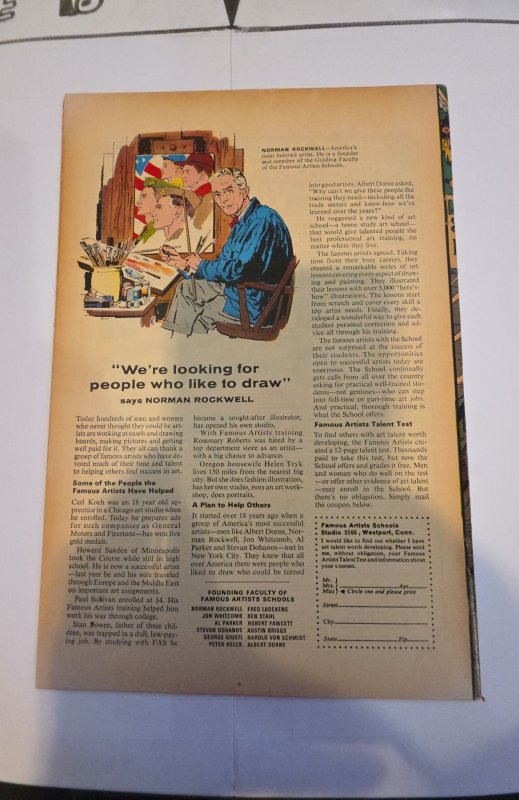 NORMAN ROCKWELL—America's
most beloved artist. He is a founder
and member of the Guiding Faculty
of the Famous Artists Schools.
"We're looking for
people who like to draw"
says NORMAN ROCKWELL
Today hundreds of men and women
who never thought they could be art-
ists are working at easels and drawing
boards, making pictures and getting
well paid for it. They all can thank a
group of famous artists who have de-
voted much of their time and talent
to helping others find success in art.
Some of the People the
Famous Artists Have Helped
Carl Koch was an 18 year old ap-
prentice in a Chicago art studio when
he enrolled. Today he prepares ads
for such companies as General
Motors and Firestone—has won five
gold medals.
Howard Sanden of Minneapolis
took the Course while still in high
school. He is now a successful artist
—last year he and his wife traveled
through Europe and the Middle East
on important art assignments.
Paul Sullivan enrolled at 14. His
Famous Artists training helped him
work his way through college.
Stan Bowen, father of three chil-
dren, was trapped in a dull, low-pay-
ing job. By studying with FAS he
became a sought-after illustrator,
has opened his own studio.
With Famous Artists training
Rosemary Roberts was hired by a
top department store as an artist—
with a big chance to advance.
Oregon housewife Helen Tryk
lives 150 miles from the nearest big
city. But she does fashion illustration,
has her own studio, runs an art work-
shop, does portraits.
A Plan to Help Others
It started over 18 years ago when a
group of America's most successful
artists—men like Albert Dorne, Nor-
man Rockwell, Jon Whitcomb, Al
Parker and Stevan Dohanos—met in
New York City. They knew that all
over America there were people who
liked to draw who could be turned
into good artists. Albert Dorne asked,
"Why can't we give these people the
training they need—including all the
trade secrets and know-how we've
learned over the years?"
He suggested a new kind of art
school—a home study art school—
that would give talented people the
best professional art training, no
matter where they live.
The famous artists agreed. Taking
time from their busy careers, they
created a remarkable series of art
lessons covering every aspect of draw-
ing and painting. They illustrated
their lessons with over 5,000 "here's-
how" illustrations. The lessons start
from scratch and cover every skill a
top artist needs. Finally, they de-
veloped a wonderful way to give each
student personal correction and ad-
vice all through his training.
The famous artists with the School
are not surprised at the success of
their students. The opportunities
open to successful artists today are
enormous. The School continually
gets calls from all over the country
asking for practical well-trained stu-
dents—not geniuses—who can step
into full-time or part-time art jobs.
And practical, thorough training is
what the School offers.
Famous Artists Talent Test
To find others with art talent worth
developing, the Famous Artists cre-
ated a 12-page talent test. Thousands
paid to take this test, but now the
School offers and grades it free. Men
and women who do well on the test
—or offer other evidence of art talent
—may enroll in the School. But
there's no obligation. Simply mail
the coupon below.
FOUNDING FACULTY OF
FAMOUS ARTISTS SCHOOLS
NORMAN ROCKWELL FRED LUDEKENS
JON WHITCOMB BEN STAHL
AL PARKER ROBERT FAWCETT
STEVAN DOHANOS AUSTIN BRIGGS
GEORGE GIUSTI HAROLD VON SCHMIDT
PETER HELCK ALBERT DORNE
Famous Artists Schools
Studio 5566, Westport, Conn.
I would like to find out whether I have
art talent worth developing. Please send
me, without obligation, your Famous
Artists Talent Test and information about
your courses.
Mr.
Mrs. Age
Miss Circle one and please print
Street
City
State Zip